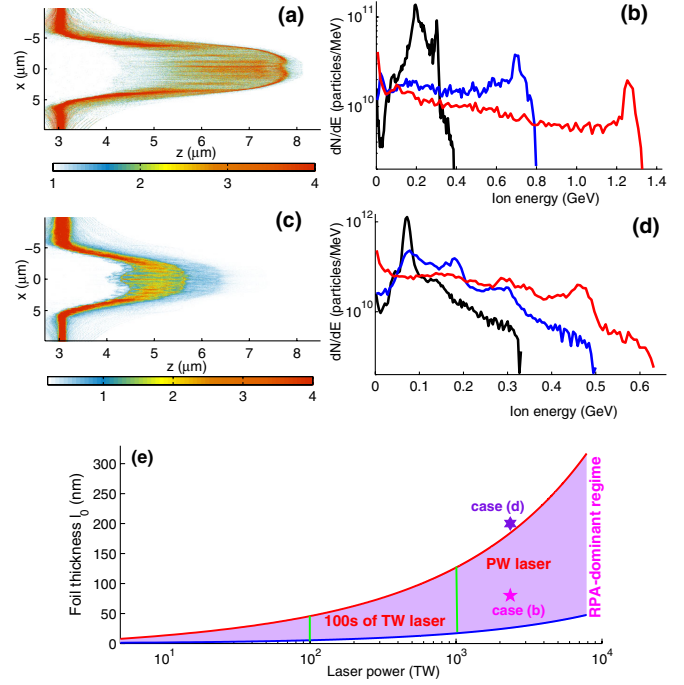 (a)
−5
0
5
x (μm)
3 4 5 6 7 8
z (μm)
1 2 3 4
(b)
10^11
10^10
dN/dE (particles/MeV)
0 0.2 0.4 0.6 0.8 1.0 1.2 1.4
Ion energy (GeV)
(c)
−5
0
5
x (μm)
3 4 5 6 7 8
z (μm)
1 2 3 4
(d)
10^12
10^10
dN/dE (particles/MeV)
0 0.1 0.2 0.3 0.4 0.5 0.6
Ion energy (GeV)
(e)
300
250
200
150
100
50
0
Foil thickness l_0 (nm)
case (d)
PW laser
case (b)
100s of TW laser
RPA-dominant regime
10^1 10^2 10^3 10^4
Laser power (TW)